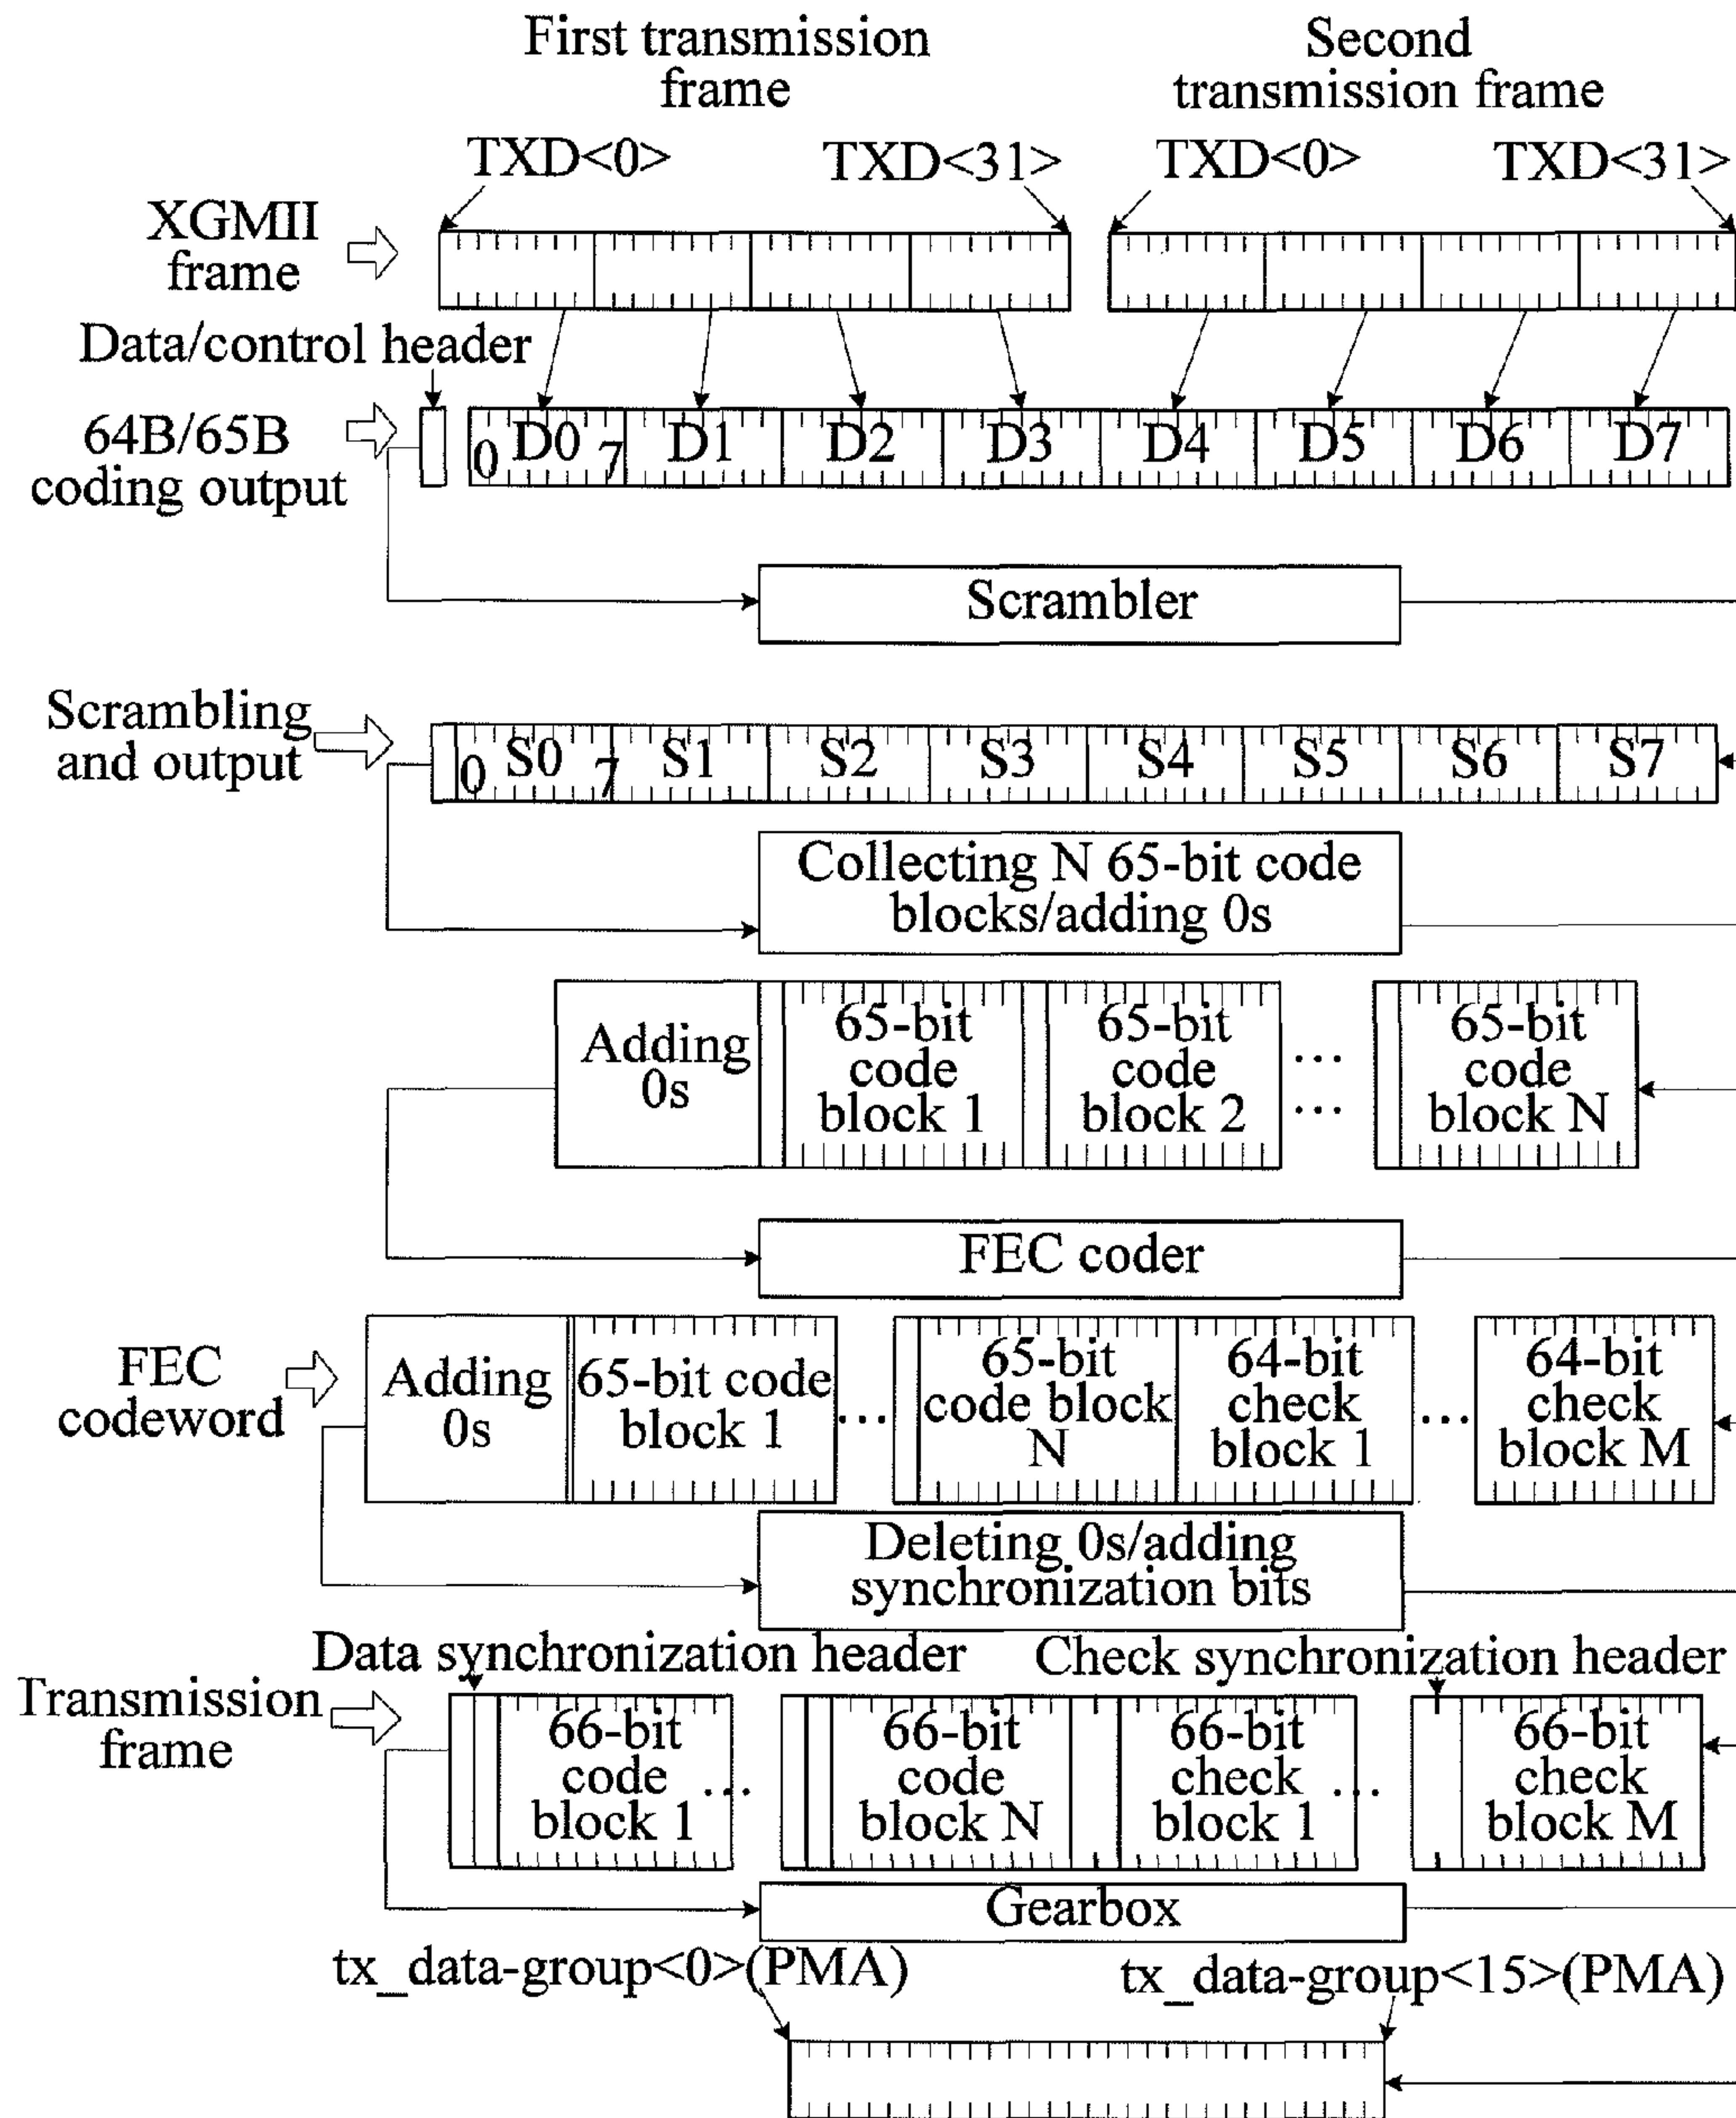 First transmission
frame
Second
transmission frame
TXD<0>
TXD<31>
TXD<0>
TXD<31>
XGMII
frame
Data/control header
64B/65B
coding output
0 D0 7 D1 D2 D3 D4 D5 D6 D7
Scrambler
Scrambling
and output
0 S0 7 S1 S2 S3 S4 S5 S6 S7
Collecting N 65-bit code
blocks/adding 0s
Adding
0s
65-bit
code
block 1
65-bit
code
block 2
...
...
65-bit
code
block N
FEC coder
FEC
codeword
Adding
0s
65-bit code
block 1
...
65-bit
code block
N
64-bit
check
block 1
...
64-bit
check
block M
Deleting 0s/adding
synchronization bits
Data synchronization header
Check synchronization header
Transmission
frame
66-bit
code
block 1
...
66-bit
code
block N
66-bit
check
block 1
...
66-bit
check
block M
Gearbox
tx_data-group<0>(PMA)
tx_data-group<15>(PMA)